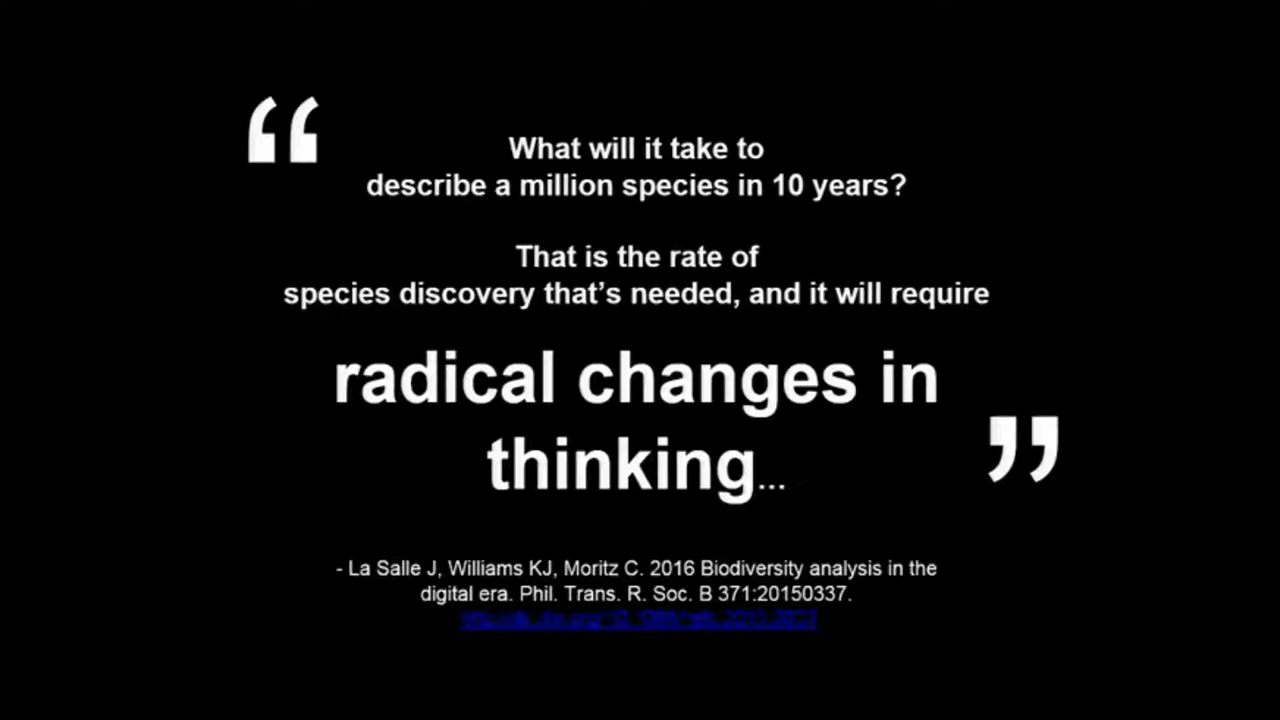 “
What will it take to
describe a million species in 10 years?
That is the rate of
species discovery that’s needed, and it will require
radical changes in
thinking...
”
- La Salle J, Williams KJ, Moritz C. 2016 Biodiversity analysis in the
digital era. Phil. Trans. R. Soc. B 371:20150337.